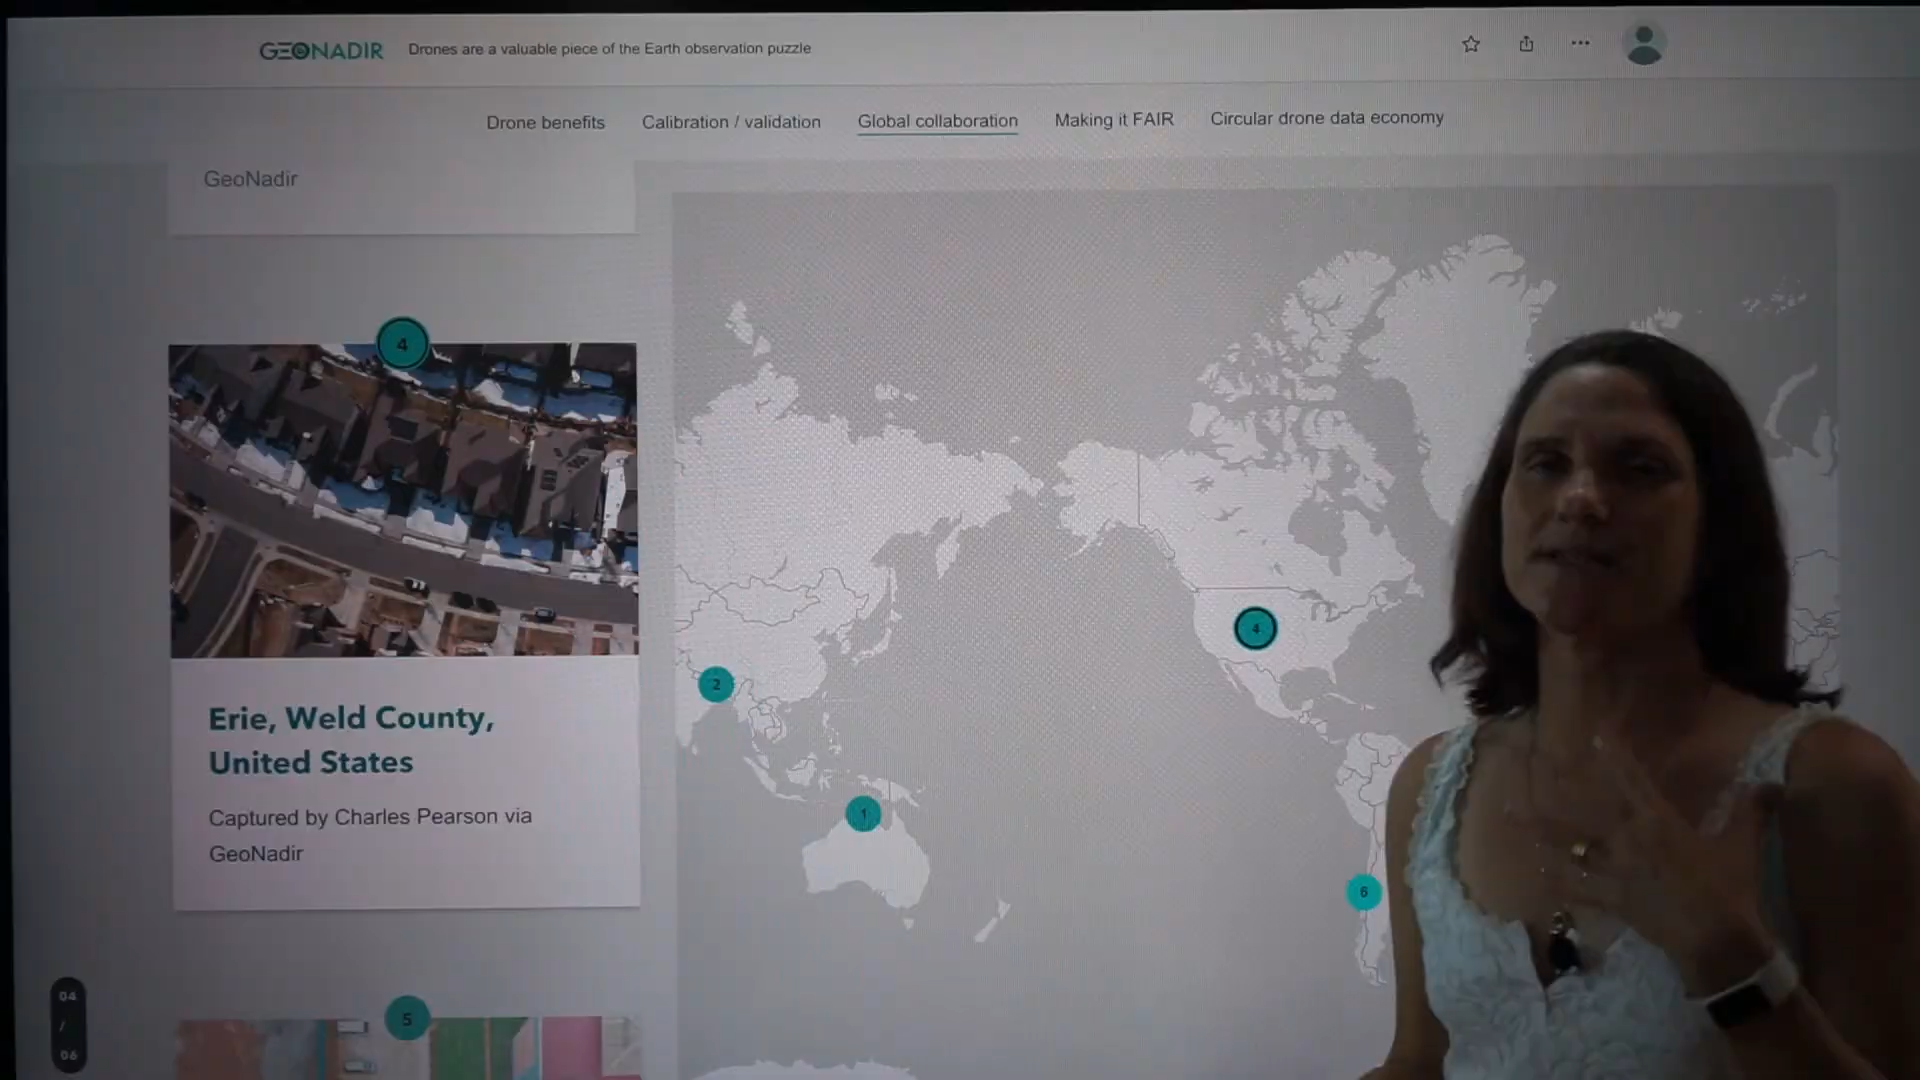 GEONADIR Drones are a valuable piece of the Earth observation puzzle
Drone benefits Calibration / validation Global collaboration Making it FAIR Circular drone data economy
GeoNadir
4
Erie, Weld County,
United States
Captured by Charles Pearson via
GeoNadir
5
4
2
1
6
04
/
06